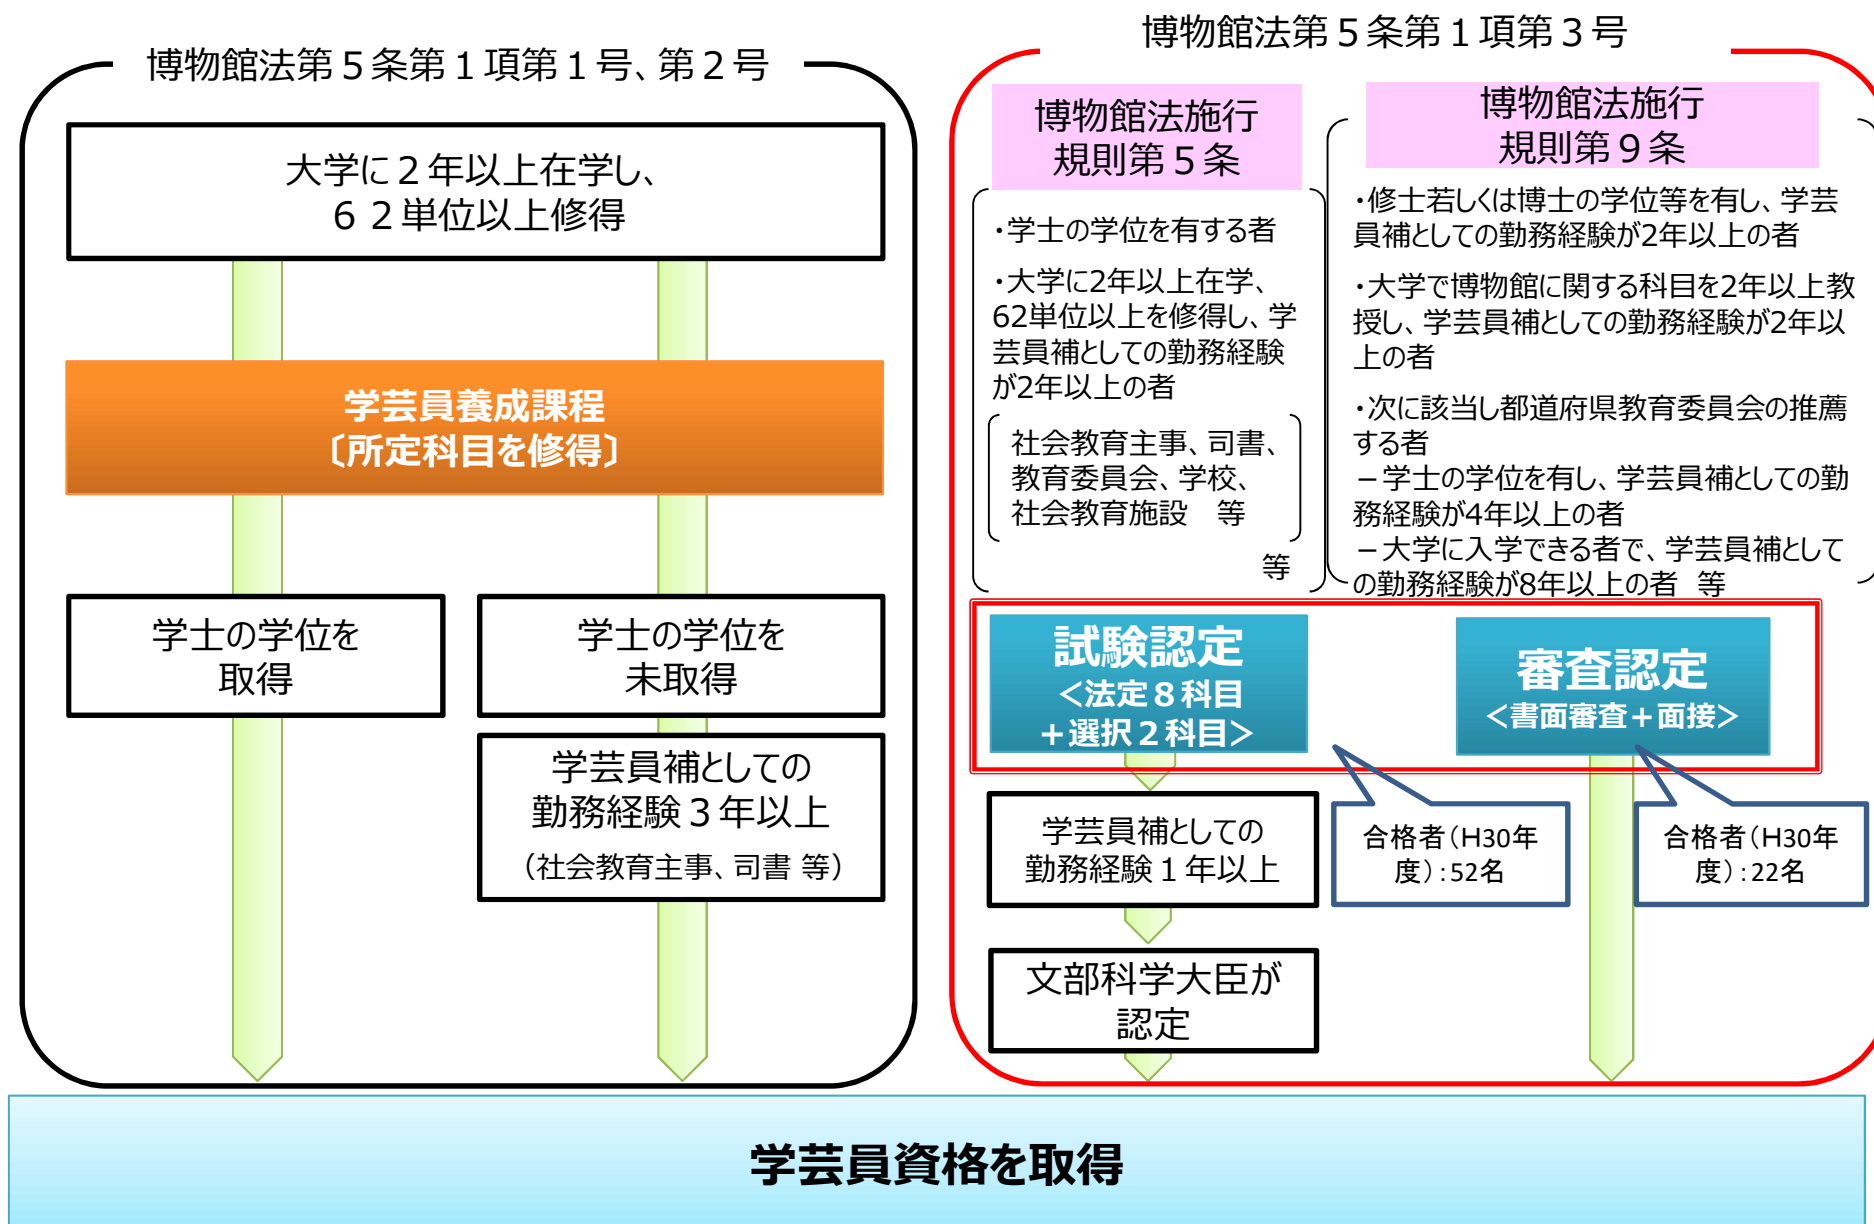 博物館法第５条第１項第１号、第２号
大学に２年以上在学し、
６２単位以上修得
学芸員養成課程
〔所定科目を修得〕
学士の学位を
取得
学士の学位を
未取得
学芸員補としての
勤務経験３年以上
（社会教育主事、司書 等）
博物館法第５条第１項第３号
博物館法施行
規則第５条
・学士の学位を有する者
・大学に2年以上在学、
62単位以上を修得し、学
芸員補としての勤務経験
が2年以上の者
社会教育主事、司書、
教育委員会、学校、
社会教育施設　等
等
博物館法施行
規則第９条
・修士若しくは博士の学位等を有し、学芸
員補としての勤務経験が2年以上の者
・大学で博物館に関する科目を2年以上教
授し、学芸員補としての勤務経験が2年以
上の者
・次に該当し都道府県教育委員会の推薦
する者
－学士の学位を有し、学芸員補としての勤
務経験が4年以上の者
－大学に入学できる者で、学芸員補として
の勤務経験が8年以上の者　等
試験認定
＜法定８科目
＋選択２科目＞
審査認定
＜書面審査＋面接＞
学芸員補としての
勤務経験１年以上
合格者（H30年
度）：52名
合格者（H30年
度）：22名
文部科学大臣が
認定
学芸員資格を取得